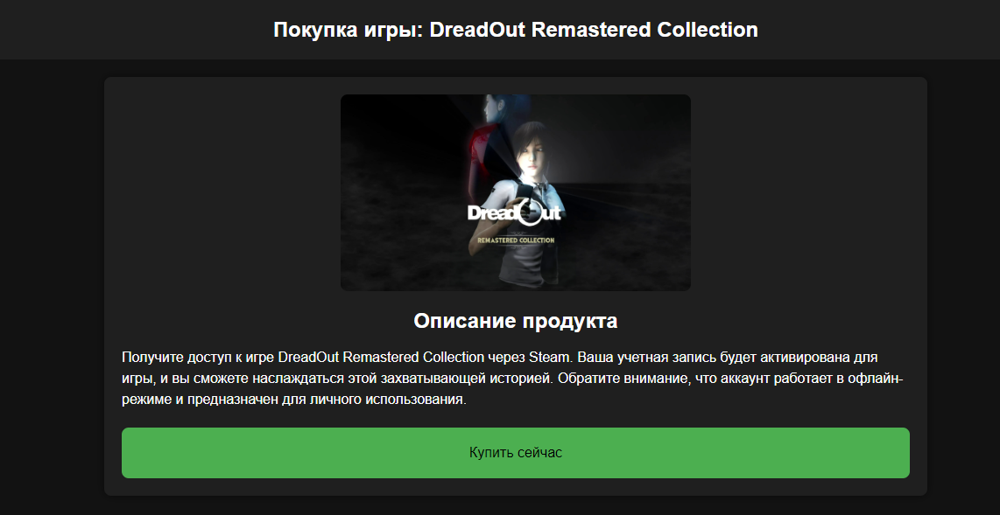 Покупка игры: DreadOut Remastered Collection
DreadOut
REMASTERED COLLECTION
Описание продукта
Получите доступ к игре DreadOut Remastered Collection через Steam. Ваша учетная запись будет активирована для
игры, и вы сможете наслаждаться этой захватывающей историей. Обратите внимание, что аккаунт работает в офлайн-
режиме и предназначен для личного использования.
Купить сейчас